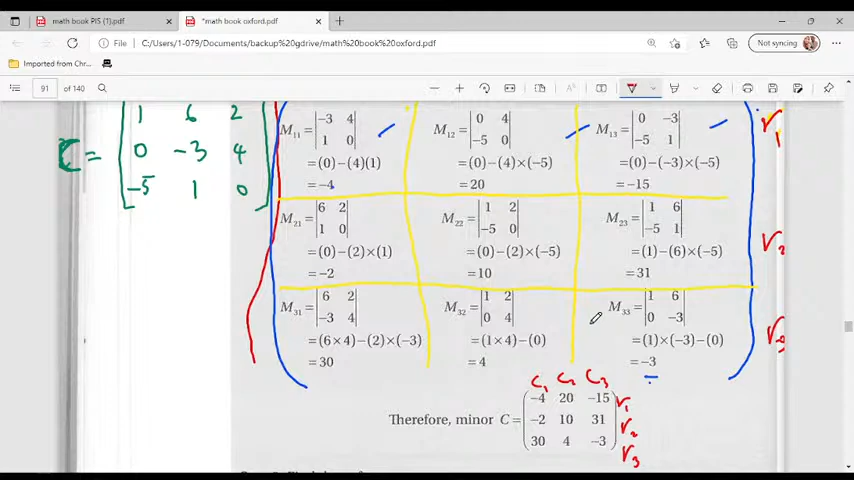 math book PIS (1).pdf
*math book oxford.pdf
File C:/Users/1-079/Documents/backup%20gdrive/math%20book%20oxford.pdf
Not syncing
Imported from Chr...
91 of 140
C = [1 6 2
0 -3 4
-5 1 0]
M11 = |-3 4
1 0|
=(0)−(4)(1)
=−4
M12 = |0 4
−5 0|
=(0)−(4)×(−5)
=20
M13 = |0 −3
−5 1|
=(0)−(−3)×(−5)
=−15
r1
M21 = |6 2
1 0|
=(0)−(2)×(1)
=−2
M22 = |1 2
−5 0|
=(0)−(2)×(−5)
=10
M23 = |1 6
−5 1|
=(1)−(6)×(−5)
=31
r2
M31 = |6 2
−3 4|
=(6×4)−(2)×(−3)
=30
M32 = |1 2
0 4|
=(1×4)−(0)
=4
M33 = |1 6
0 −3|
=(1)×(−3)−(0)
=−3
r3
C1 C2 C3
−4 20 −15 r1
Therefore, minor C = −2 10 31 r2
30 4 −3 r3